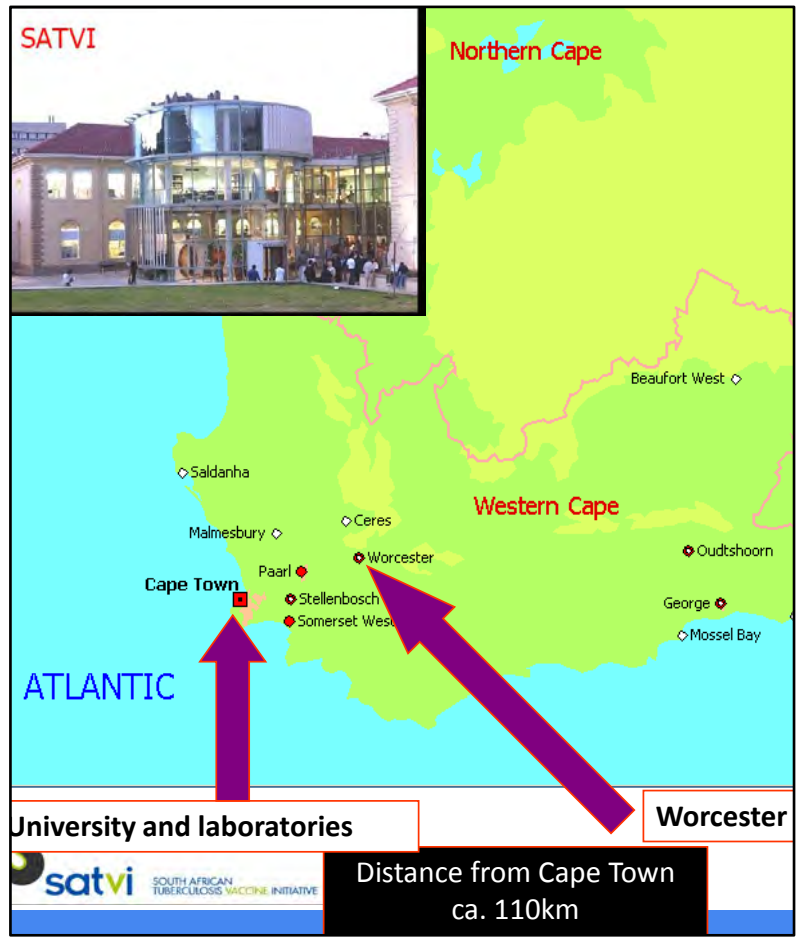 SATVI
Northern Cape
Beaufort West
Saldanha
Western Cape
Ceres
Malmesbury
Worcester
Oudtshoorn
Paarl
Cape Town
Stellenbosch
George
Somerset West
Mossel Bay
ATLANTIC
University and laboratories
Worcester
satvi
SOUTH AFRICAN
TUBERCULOSIS VACCINE INITIATIVE
Distance from Cape Town
ca. 110km